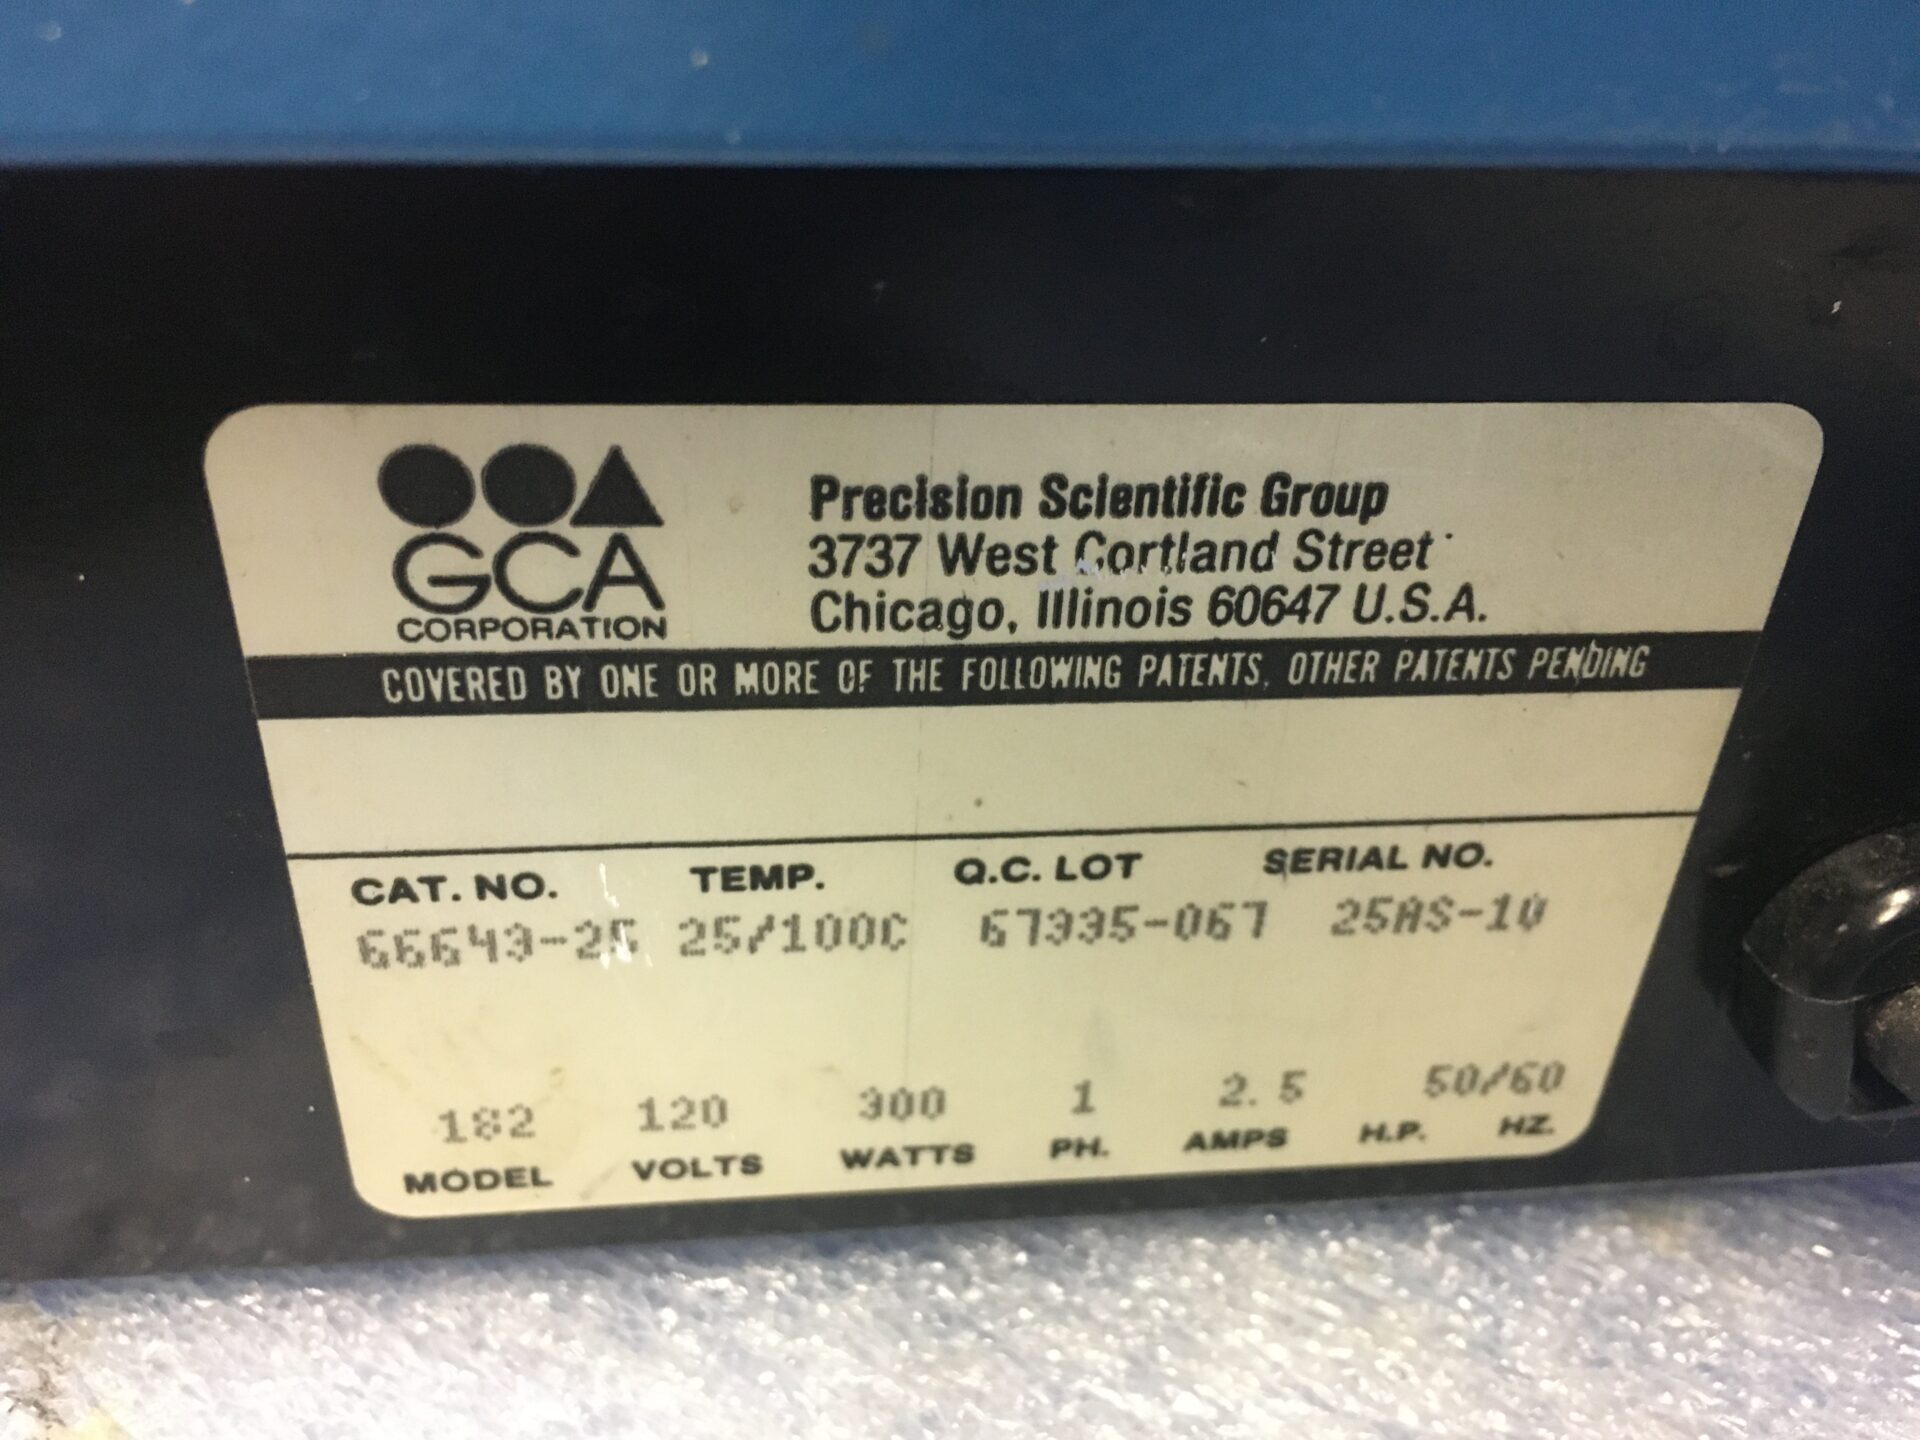 GCA
CORPORATION
Precision Scientific Group
3737 West Cortland Street
Chicago, Illinois 60647 U.S.A.
COVERED BY ONE OR MORE OF THE FOLLOWING PATENTS, OTHER PATENTS PENDING
CAT. NO. TEMP. Q.C. LOT SERIAL NO.
66643-25 25/100C 67335-067 25AS-10
182 120 300 1 2.5 50/60
MODEL VOLTS WATTS PH. AMPS H.P. HZ.